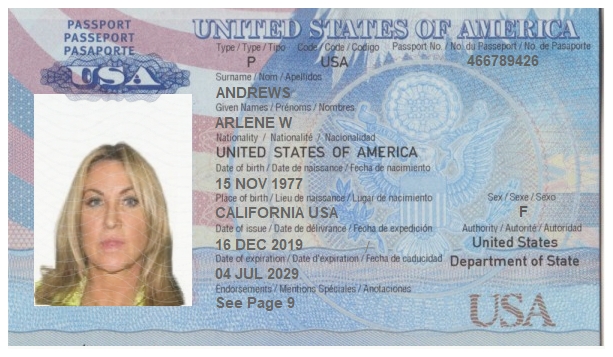 PASSPORT
PASSEPORT
PASAPORTE
USA
UNITED STATES OF AMERICA
Type / Type / Tipo Code / Code / Codigo Passport No. / No. du Passeport / No. de Pasaporte
P USA 466789426
Surname / Nom / Apellidos
ANDREWS
Given Names / Prénoms / Nombres
ARLENE W
Nationality / Nationalité / Nacionalidad
UNITED STATES OF AMERICA
Date of birth / Date de naissance / Fecha de nacimiento
15 NOV 1977
Place of birth / Lieu de naissance / Lugar de nacimiento Sex / Sexe / Sexo
CALIFORNIA USA F
Date of issue / Date de délivrance / Fecha de expedición Authority / Autorité / Autoridad
16 DEC 2019 United States
Date of expiration / Date d'expiration / Fecha de caducidad Department of State
04 JUL 2029
Endorsements / Mentions Spéciales / Anotaciones
See Page 9
USA